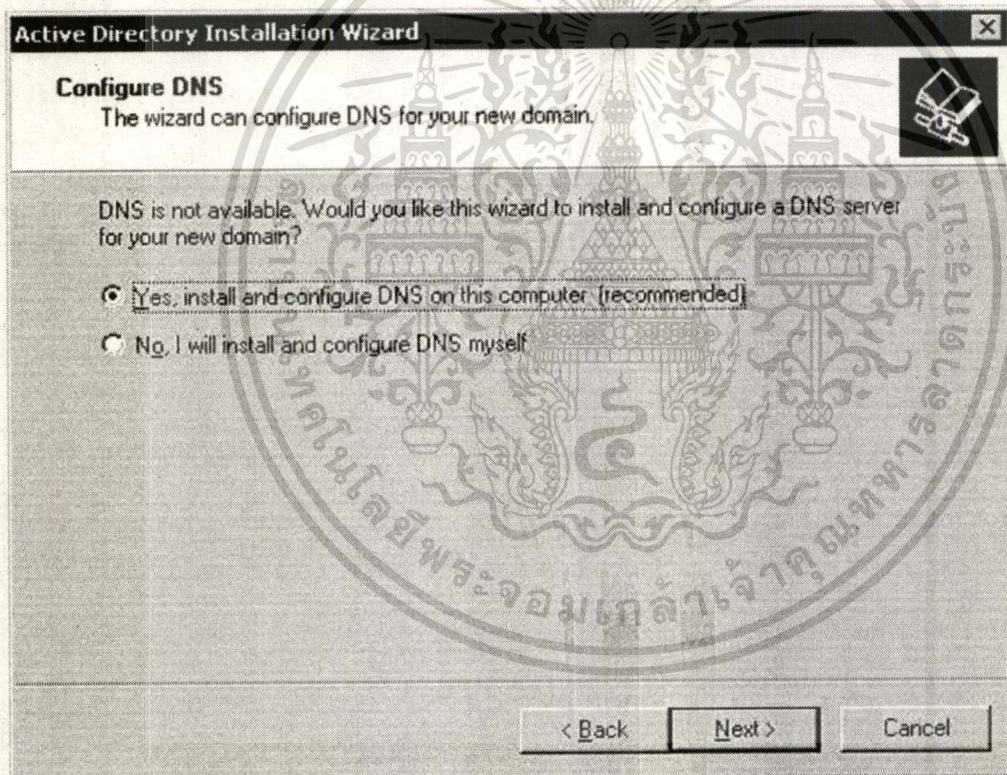 Active Directory Installation Wizard
Configure DNS
The wizard can configure DNS for your new domain.
DNS is not available. Would you like this wizard to install and configure a DNS server
for your new domain?
Yes, install and configure DNS on this computer (recommended)
No, I will install and configure DNS myself
< Back
Next >
Cancel